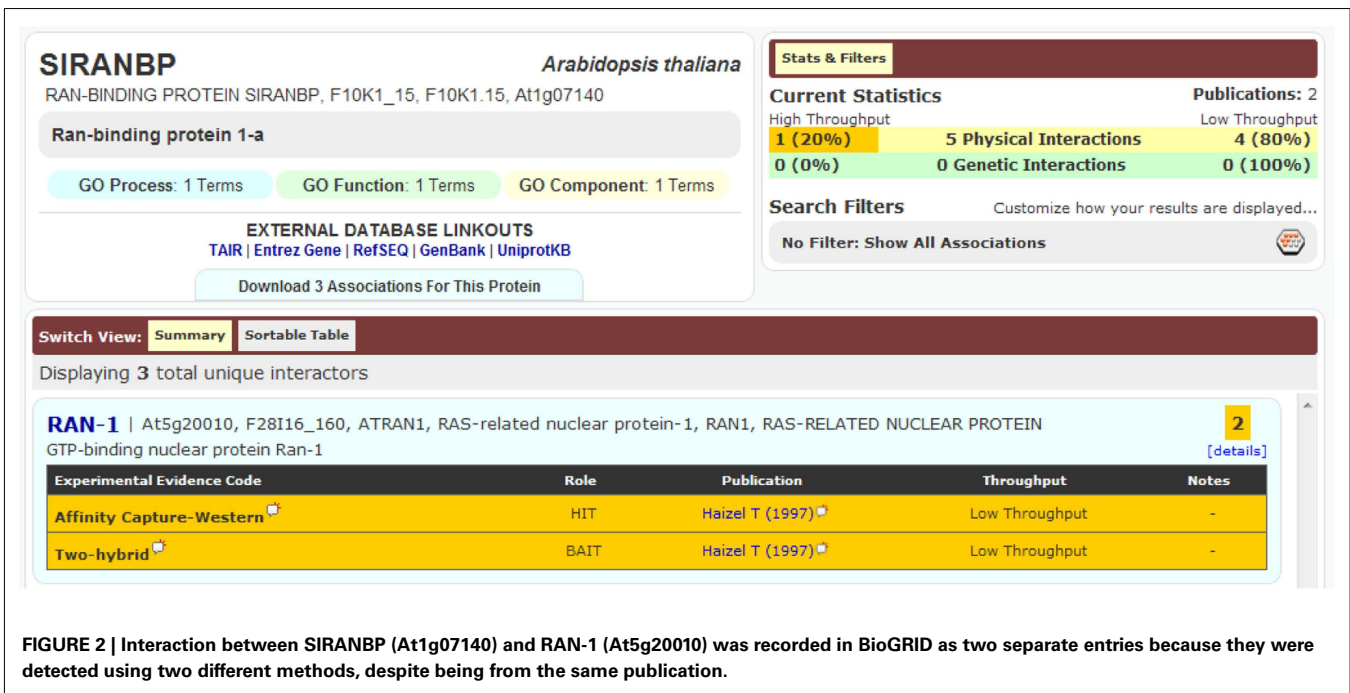 SIRANBP
Arabidopsis thaliana
RAN-BINDING PROTEIN SIRANBP, F10K1_15, F10K1.15, At1g07140
Ran-binding protein 1-a
GO Process: 1 Terms GO Function: 1 Terms GO Component: 1 Terms
EXTERNAL DATABASE LINKOUTS
TAIR | Entrez Gene | RefSEQ | GenBank | UniprotKB
Download 3 Associations For This Protein
Stats & Filters
Current Statistics Publications: 2
High Throughput Low Throughput
1 (20%) 5 Physical Interactions 4 (80%)
0 (0%) 0 Genetic Interactions 0 (100%)
Search Filters Customize how your results are displayed...
No Filter: Show All Associations
Switch View: Summary Sortable Table
Displaying 3 total unique interactors
RAN-1 | At5g20010, F28I16_160, ATRAN1, RAS-related nuclear protein-1, RAN1, RAS-RELATED NUCLEAR PROTEIN 2
GTP-binding nuclear protein Ran-1 [details]
Experimental Evidence Code Role Publication Throughput Notes
Affinity Capture-Western HIT Haizel T (1997) Low Throughput -
Two-hybrid BAIT Haizel T (1997) Low Throughput -
FIGURE 2 | Interaction between SIRANBP (At1g07140) and RAN-1 (At5g20010) was recorded in BioGRID as two separate entries because they were
detected using two different methods, despite being from the same publication.